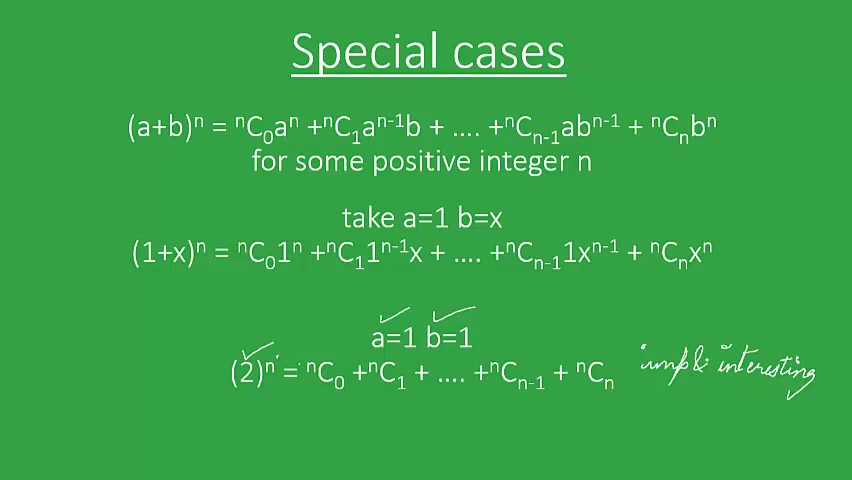 Special cases
(a+b)ⁿ = ⁿC₀aⁿ +ⁿC₁aⁿ⁻¹b + .... +ⁿCₙ₋₁abⁿ⁻¹ + ⁿCₙbⁿ
for some positive integer n
take a=1 b=x
(1+x)ⁿ = ⁿC₀1ⁿ +ⁿC₁1ⁿ⁻¹x + .... +ⁿCₙ₋₁1xⁿ⁻¹ + ⁿCₙxⁿ
a=1 b=1
(2)ⁿ = ⁿC₀ +ⁿC₁ + .... +ⁿCₙ₋₁ + ⁿCₙ
imp & interesting